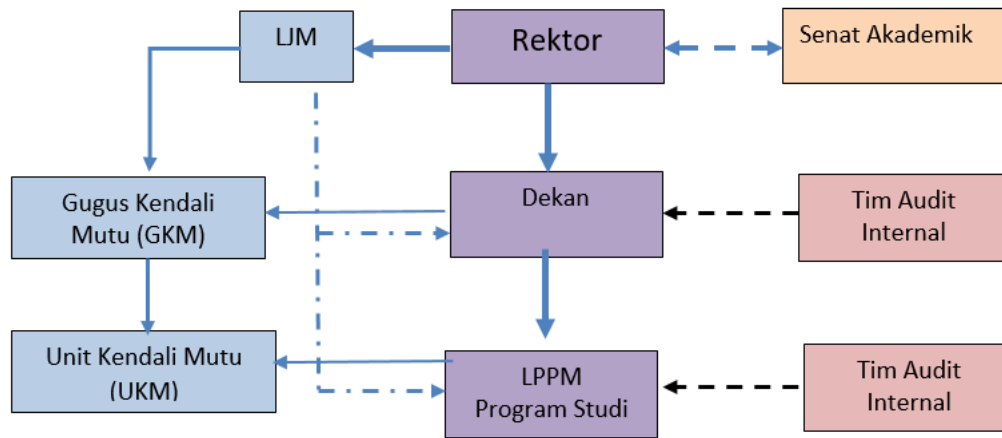 LJM
Rektor
Senat Akademik
Gugus Kendali
Mutu (GKM)
Dekan
Tim Audit
Internal
Unit Kendali Mutu
(UKM)
LPPM
Program Studi
Tim Audit
Internal